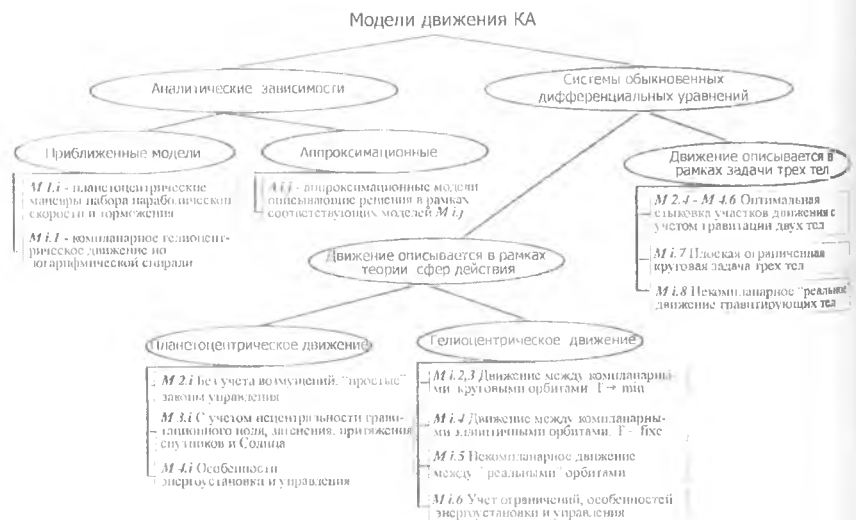 Модели движения КА
Аналитические зависимости
Системы обыкновенных
дифференциальных уравнений
Приближенные модели
Аппроксимационные
Движение описывается в
рамках задачи трех тел
M 1.i - планетоцентрические
маневры набора параболической
скорости и торможения
M i.1 - компланарное гелиоцент-
рическое движение по
логарифмической спирали
A i.j - аппроксимационные модели
описывающие решения в рамках
соответствующих моделей M i.j
M 2.4 - M 4.6 Оптимальная
стыковка участков движения с
учетом гравитации двух тел
M i.7 Плоская ограниченная
круговая задача трех тел
M i.8 Некомпланарное "реальное"
движение гравитирующих тел
Движение описывается в рамках
теории сфер действия
Планетоцентрическое движение
Гелиоцентрическое движение
M 2.i Без учета возмущений, "простые"
законы управления
M 3.i С учетом нецентральности грави-
тационного поля, затенения, притяжения
спутников и Солнца
M 4.i Особенности
энергоустановки и управления
M i.2,3 Движение между компланарны-
ми круговыми орбитами T → min
M i.4 Движение между компланарны-
ми эллиптичными орбитами. T - fixe
M i.5 Некомпланарное движение
между "реальными" орбитами
M i.6 Учет ограничений, особенностей
энергоустановки и управления